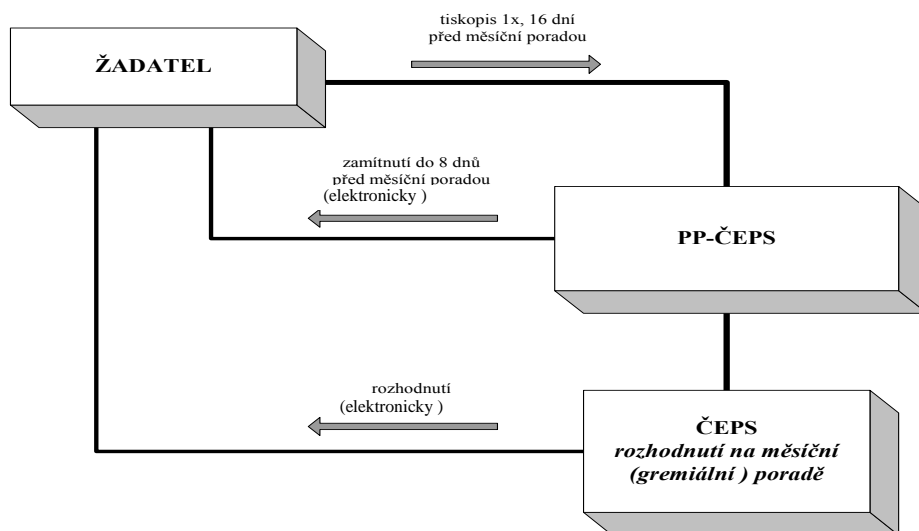 tiskopis 1x, 16 dní
před měsíční poradou
ŽADATEL
zamítnutí do 8 dnů
před měsíční poradou
(elektronicky )
PP-ČEPS
rozhodnutí
(elektronicky )
ČEPS
rozhodnutí na měsíční
(gremiální ) poradě